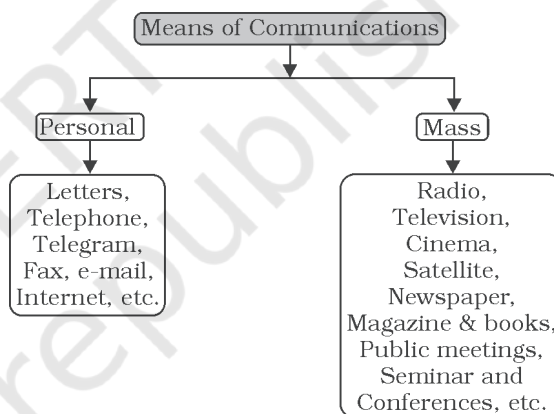 Means of Communications
Personal
Mass
Letters,
Telephone,
Telegram,
Fax, e-mail,
Internet, etc.
Radio,
Television,
Cinema,
Satellite,
Newspaper,
Magazine & books,
Public meetings,
Seminar and
Conferences, etc.